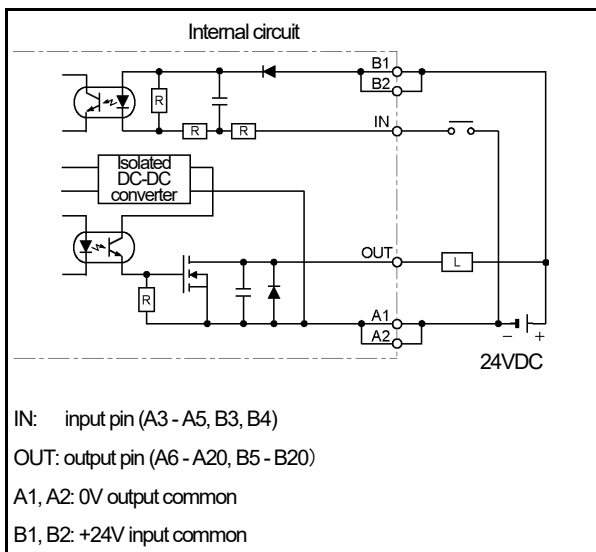 Internal circuit
B1
B2
R
R
R
IN
Isolated
DC-DC
converter
OUT
L
R
A1
A2
− +
24VDC
IN: input pin (A3 - A5, B3, B4)
OUT: output pin (A6 - A20, B5 - B20）
A1, A2: 0V output common
B1, B2: +24V input common